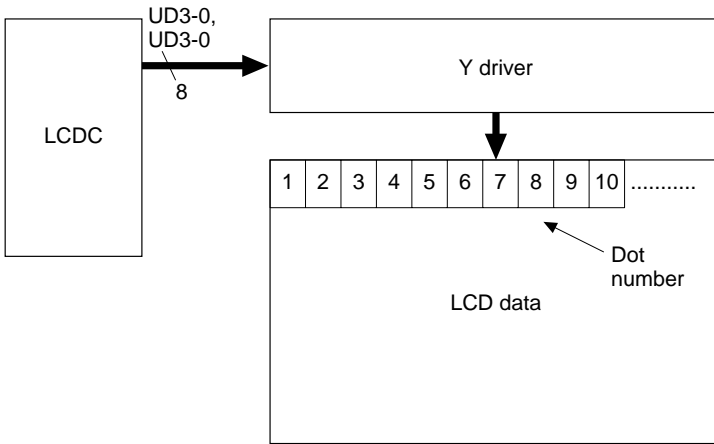 UD3-0,
UD3-0
8
LCDC
Y driver
1 2 3 4 5 6 7 8 9 10 ...........
Dot
number
LCD data